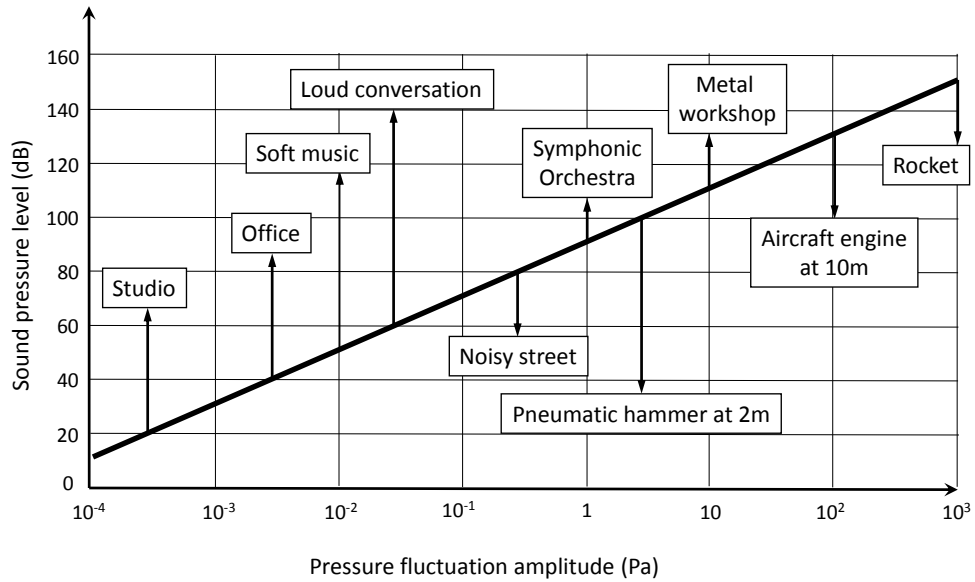 160
140
120
100
80
60
40
20
0
Sound pressure level (dB)
Loud conversation
Metal
workshop
Soft music
Symphonic
Orchestra
Rocket
Office
Aircraft engine
at 10m
Studio
Noisy street
Pneumatic hammer at 2m
10⁻⁴ 10⁻³ 10⁻² 10⁻¹ 1 10 10² 10³
Pressure fluctuation amplitude (Pa)